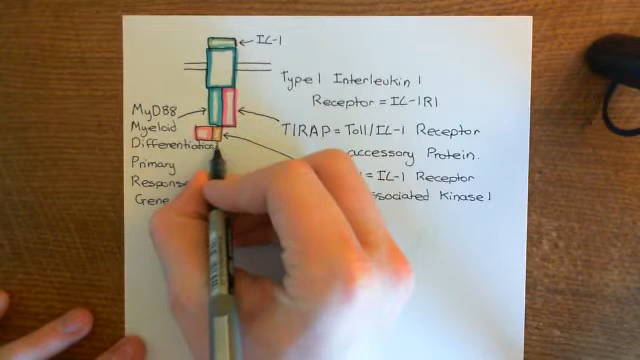 IL-1
Type 1 Interleukin 1
Receptor = IL-1R1
MyD88
Myeloid
Differentiation
Primary
Response
Gene
TIRAP = Toll/IL-1 Receptor
accessory Protein.
= IL-1 Receptor
ssociated Kinase 1